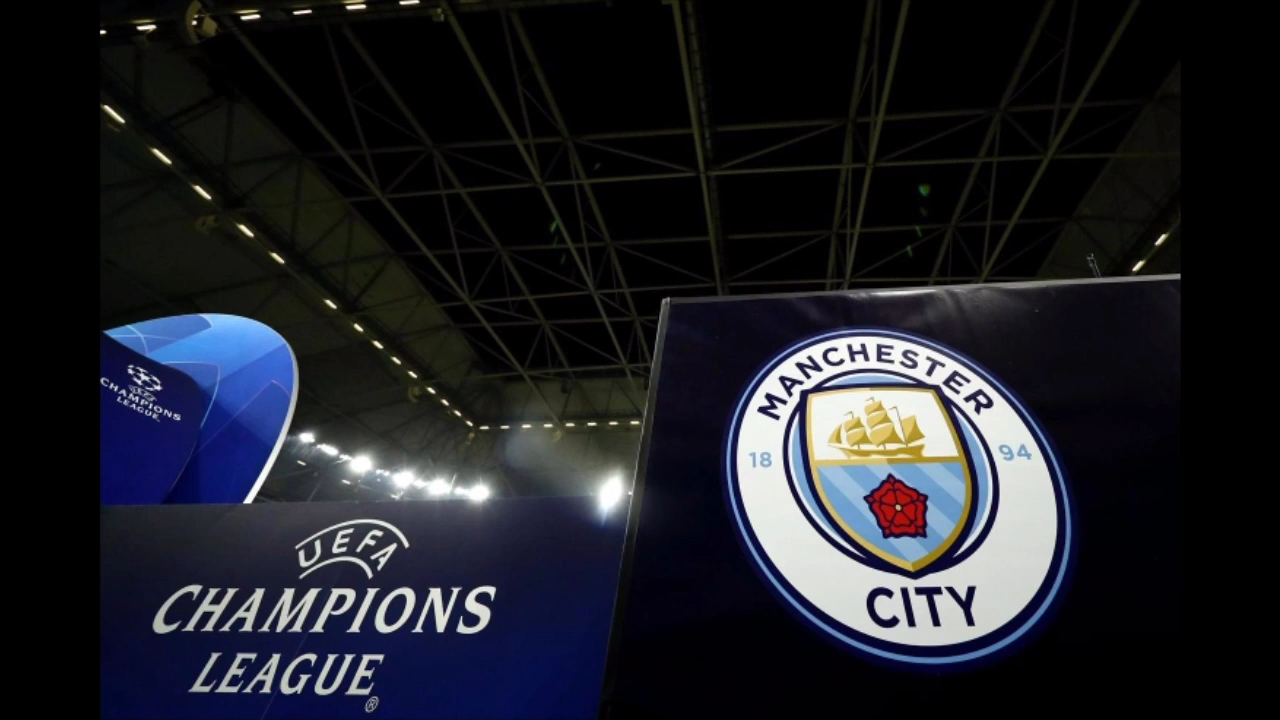 CHAMPIONS
LEAGUE
UEFA
CHAMPIONS
LEAGUE®
MANCHESTER
18 94
CITY